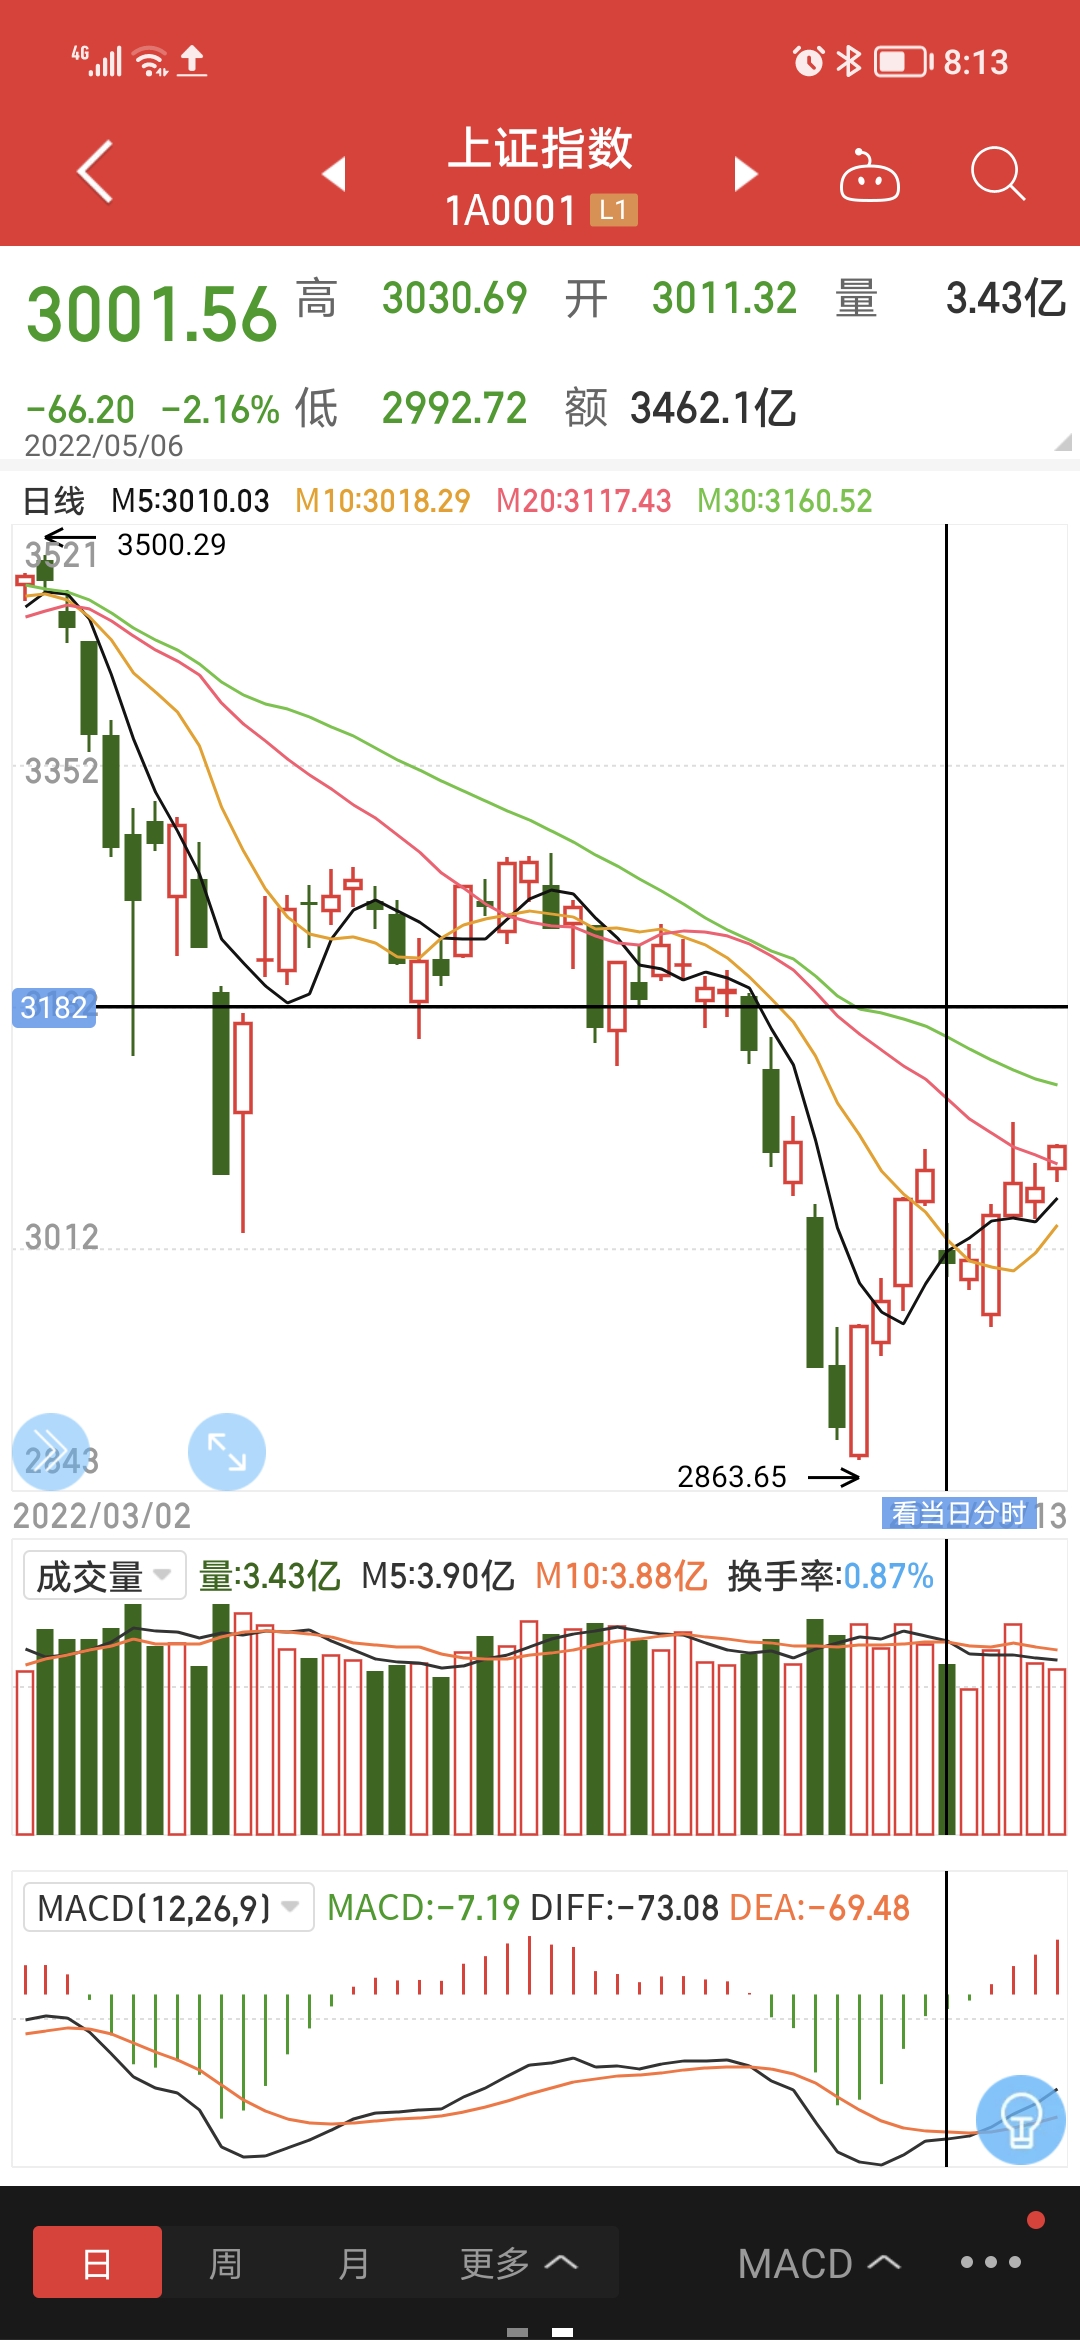 4G 8:13
上证指数
1A0001 L1
3001.56 高 3030.69 开 3011.32 量 3.43亿
-66.20 -2.16% 低 2992.72 额 3462.1亿
2022/05/06
日线 M5:3010.03 M10:3018.29 M20:3117.43 M30:3160.52
3521 3500.29
3352
3182
3012
2843
2863.65
2022/03/02 看当日分时 13
成交量 量:3.43亿 M5:3.90亿 M10:3.88亿 换手率:0.87%
MACD(12,26,9) MACD:-7.19 DIFF:-73.08 DEA:-69.48
日 周 月 更多 MACD